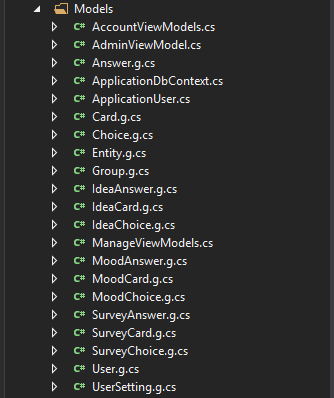 Models
C# AccountViewModels.cs
C# AdminViewModel.cs
C# Answer.g.cs
C# ApplicationDbContext.cs
C# ApplicationUser.cs
C# Card.g.cs
C# Choice.g.cs
C# Entity.g.cs
C# Group.g.cs
C# IdeaAnswer.g.cs
C# IdeaCard.g.cs
C# IdeaChoice.g.cs
C# ManageViewModels.cs
C# MoodAnswer.g.cs
C# MoodCard.g.cs
C# MoodChoice.g.cs
C# SurveyAnswer.g.cs
C# SurveyCard.g.cs
C# SurveyChoice.g.cs
C# User.g.cs
C# UserSetting.g.cs